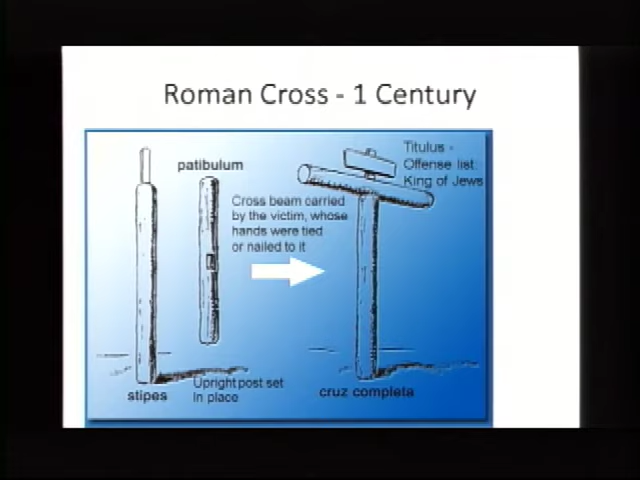 Roman Cross - 1 Century
patibulum
Cross beam carried
by the victim, whose
hands were tied
or nailed to it
Titulus -
Offense list:
King of Jews
stipes
Upright post set
In place
cruz completa